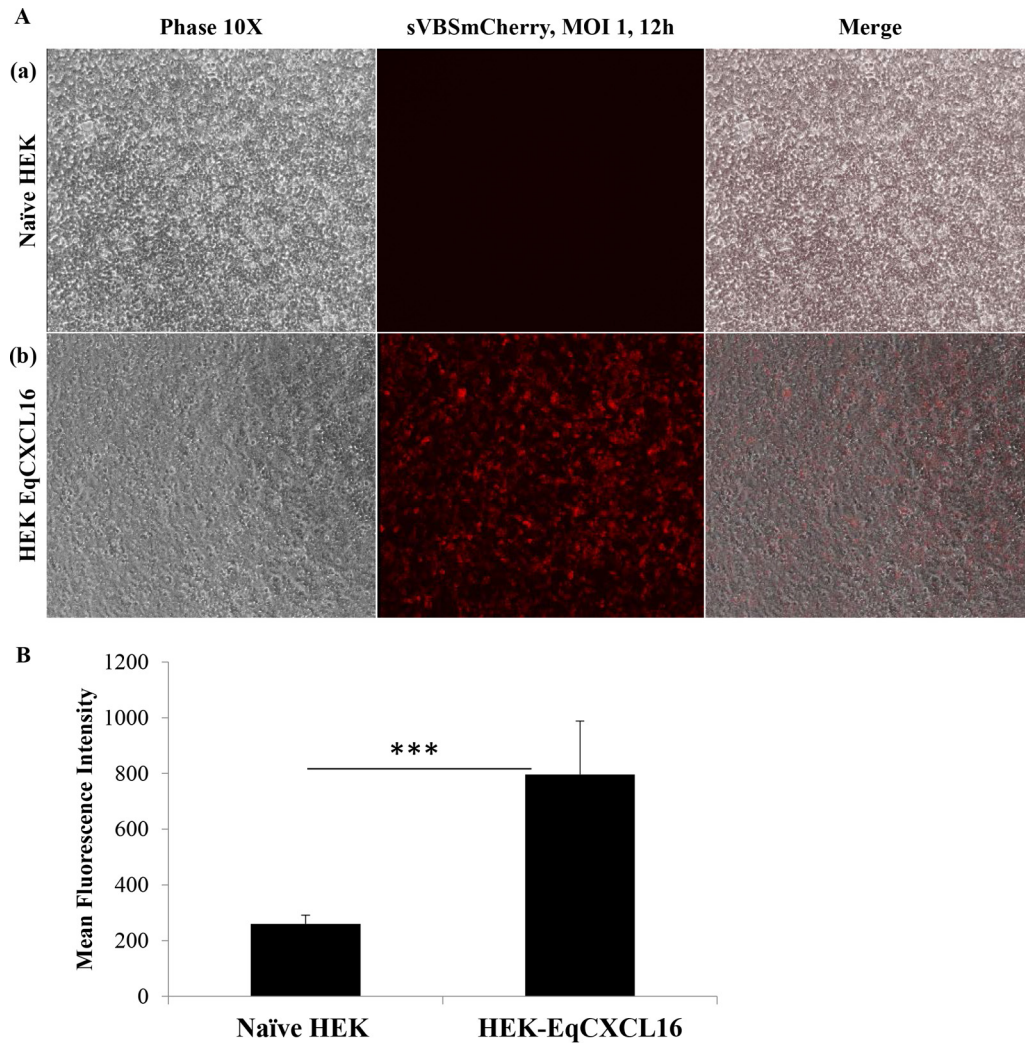 A
Phase 10X
sVBSmCherry, MOI 1, 12h
Merge
(a)
Naïve HEK
(b)
HEK EqCXCL16
B
Mean Fluorescence Intensity
1200
1000
800
600
400
200
0
***
Naïve HEK
HEK-EqCXCL16